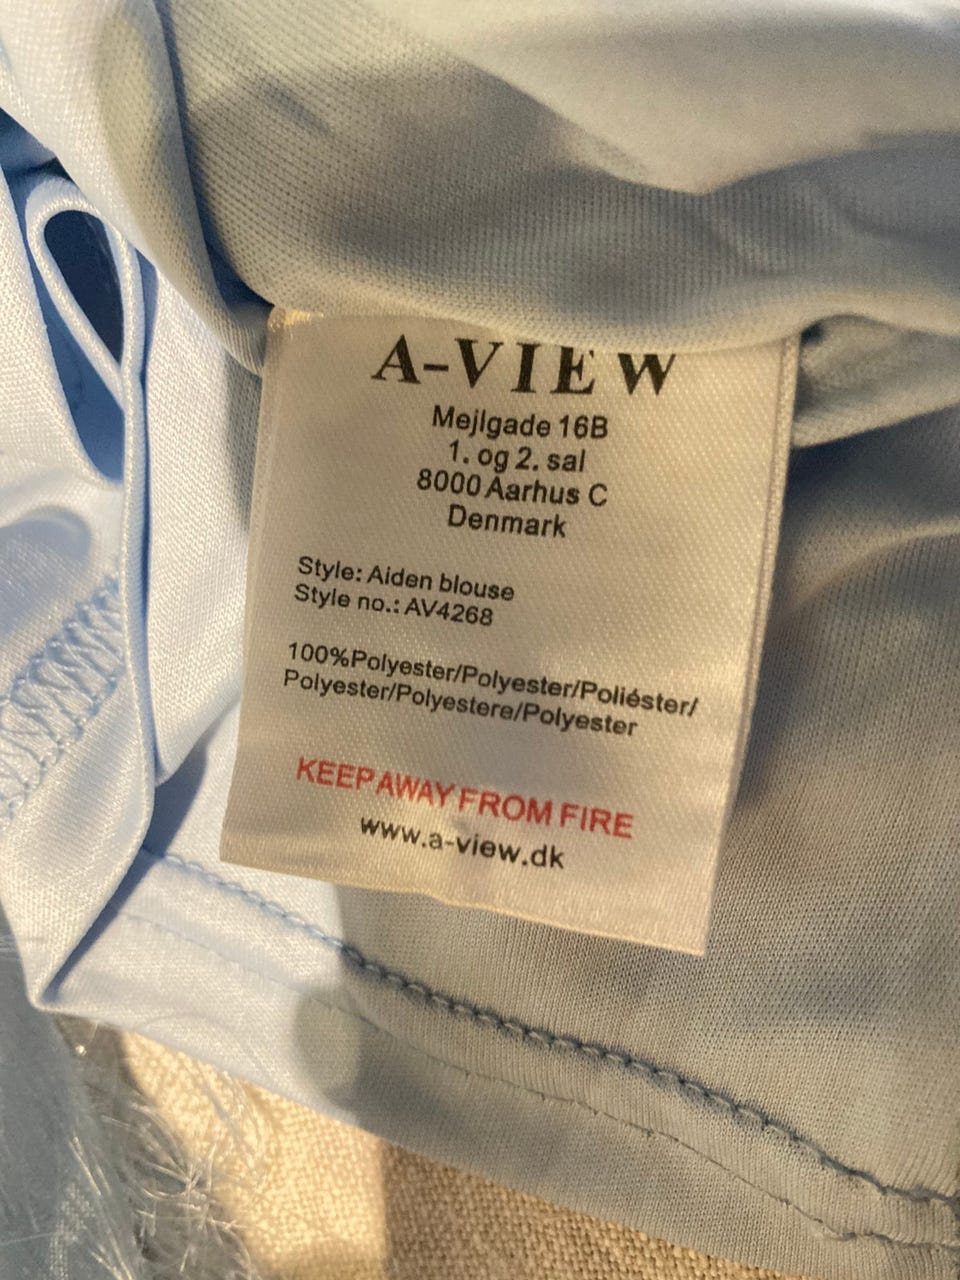 A-VIEW
Mejlgade 16B
1. og 2. sal
8000 Aarhus C
Denmark
Style: Aiden blouse
Style no.: AV4268
100%Polyester/Polyester/Poliéster/
Polyester/Polyestere/Polyester
KEEP AWAY FROM FIRE
www.a-view.dk